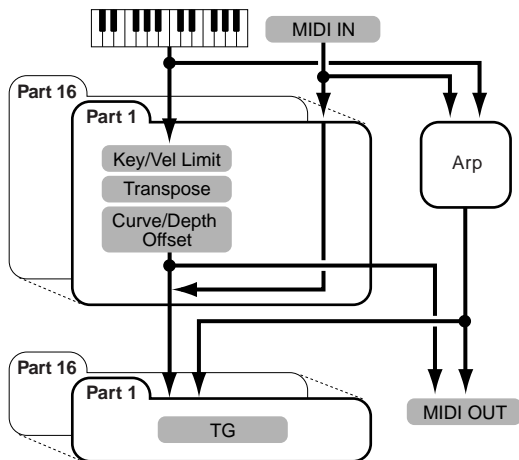 MIDI IN
Part 16
Part 1
Key/Vel Limit
Transpose
Curve/Depth
Offset
Arp
Part 16
Part 1
TG
MIDI OUT